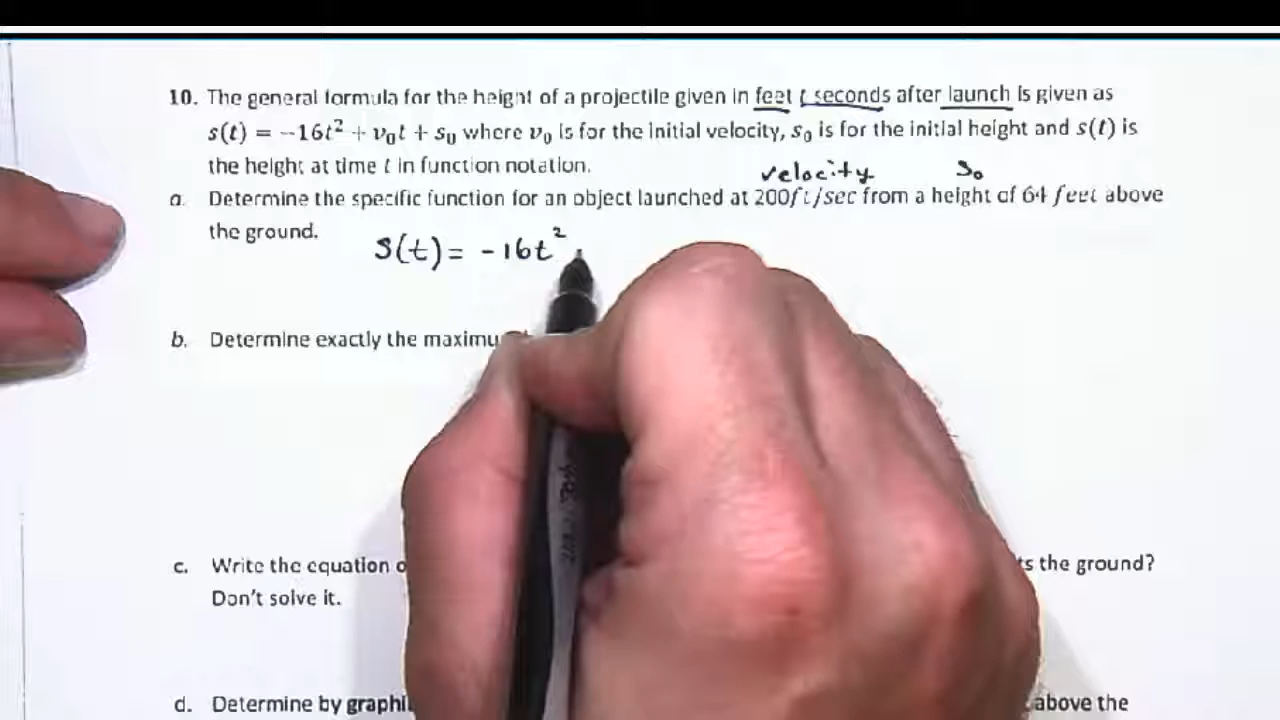 10. The general formula for the height of a projectile given in feet t seconds after launch is given as
s(t) = −16t² + v₀t + s₀ where v₀ is for the initial velocity, s₀ is for the initial height and s(t) is
the height at time t in function notation.
velocity s₀
a. Determine the specific function for an object launched at 200ft/sec from a height of 64 feet above
the ground. S(t) = -16t²
b. Determine exactly the
c. Write the equation the ground?
Don't solve it.
d. Determine by above the